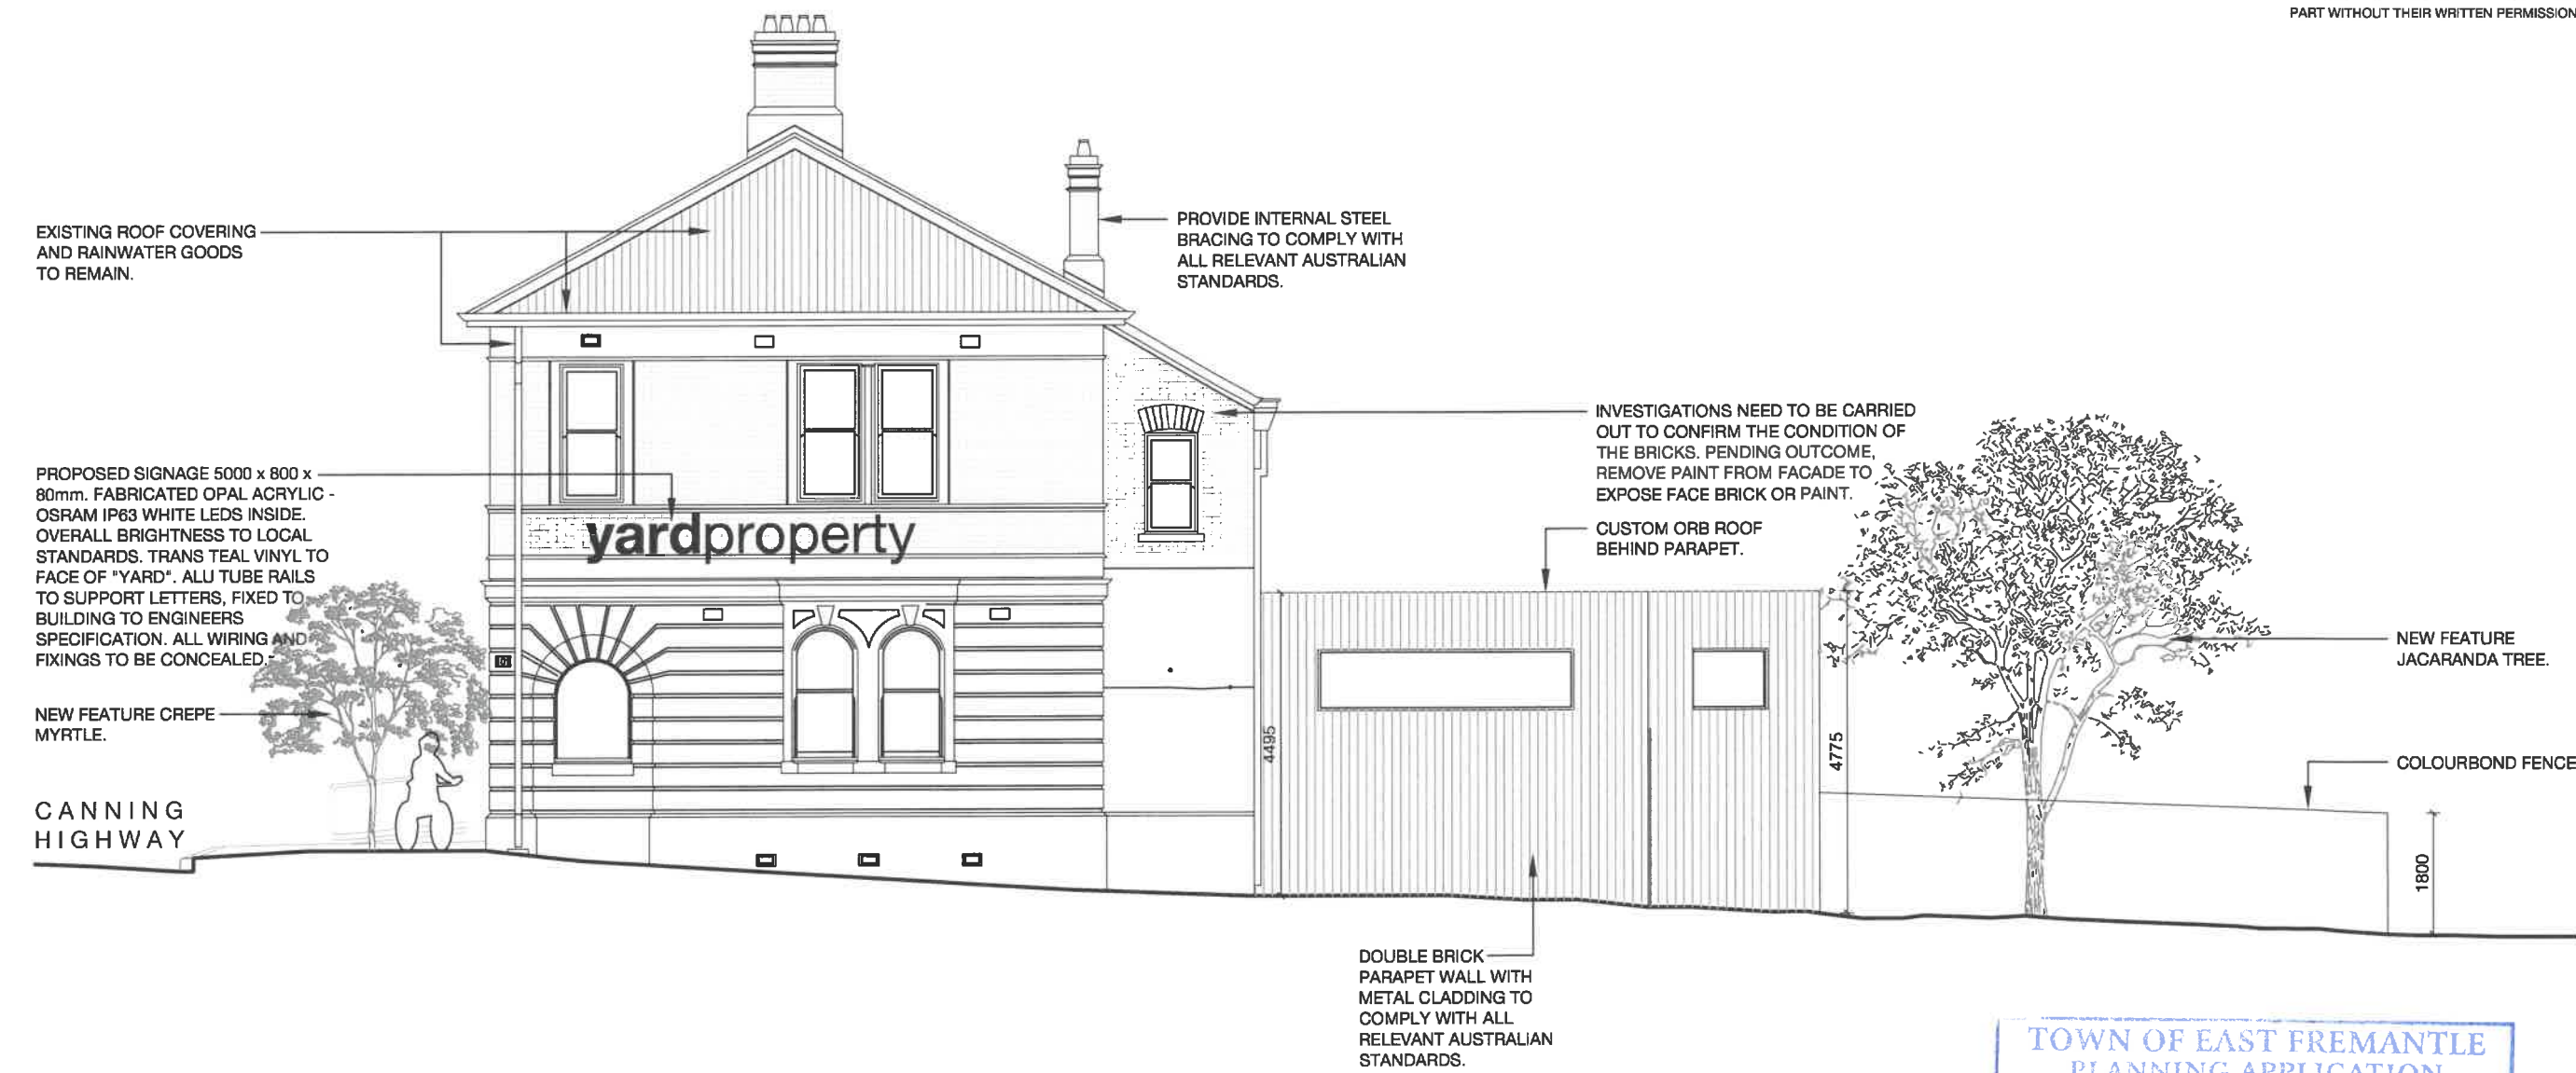 PART WITHOUT THEIR WRITTEN PERMISSION
EXISTING ROOF COVERING
AND RAINWATER GOODS
TO REMAIN.
PROVIDE INTERNAL STEEL
BRACING TO COMPLY WITH
ALL RELEVANT AUSTRALIAN
STANDARDS.
INVESTIGATIONS NEED TO BE CARRIED
OUT TO CONFIRM THE CONDITION OF
THE BRICKS. PENDING OUTCOME,
REMOVE PAINT FROM FACADE TO
EXPOSE FACE BRICK OR PAINT.
PROPOSED SIGNAGE 5000 x 800 x
80mm. FABRICATED OPAL ACRYLIC -
OSRAM IP63 WHITE LEDS INSIDE.
OVERALL BRIGHTNESS TO LOCAL
STANDARDS. TRANS TEAL VINYL TO
FACE OF "YARD". ALU TUBE RAILS
TO SUPPORT LETTERS, FIXED TO
BUILDING TO ENGINEERS
SPECIFICATION. ALL WIRING AND
FIXINGS TO BE CONCEALED.
yardproperty
CUSTOM ORB ROOF
BEHIND PARAPET.
NEW FEATURE
JACARANDA TREE.
NEW FEATURE CREPE
MYRTLE.
4495
4775
COLOURBOND FENCE
CANNING
HIGHWAY
1800
DOUBLE BRICK
PARAPET WALL WITH
METAL CLADDING TO
COMPLY WITH ALL
RELEVANT AUSTRALIAN
STANDARDS.
TOWN OF EAST FREMANTLE
PLANNING APPLICATION